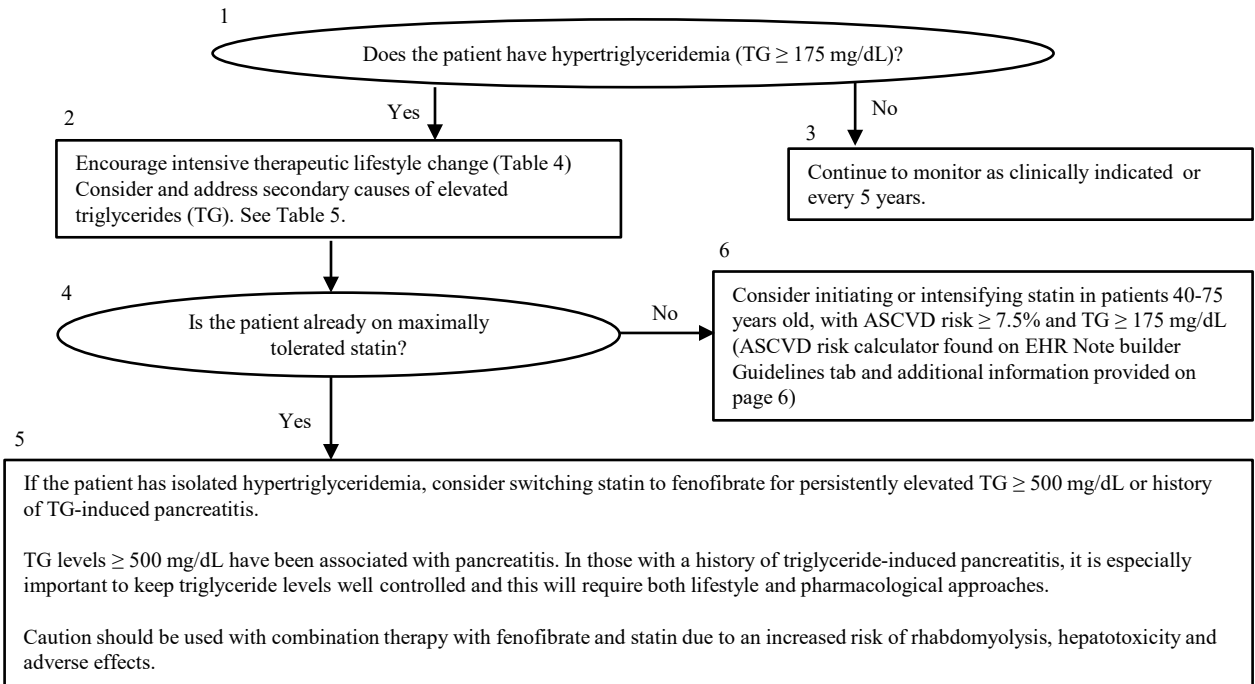 1
Does the patient have hypertriglyceridemia (TG ≥ 175 mg/dL)?
Yes
No
2
Encourage intensive therapeutic lifestyle change (Table 4)
Consider and address secondary causes of elevated
triglycerides (TG). See Table 5.
3
Continue to monitor as clinically indicated or
every 5 years.
4
Is the patient already on maximally
tolerated statin?
No
6
Consider initiating or intensifying statin in patients 40-75
years old, with ASCVD risk ≥ 7.5% and TG ≥ 175 mg/dL
(ASCVD risk calculator found on EHR Note builder
Guidelines tab and additional information provided on
page 6)
Yes
5
If the patient has isolated hypertriglyceridemia, consider switching statin to fenofibrate for persistently elevated TG ≥ 500 mg/dL or history
of TG-induced pancreatitis.
TG levels ≥ 500 mg/dL have been associated with pancreatitis. In those with a history of triglyceride-induced pancreatitis, it is especially
important to keep triglyceride levels well controlled and this will require both lifestyle and pharmacological approaches.
Caution should be used with combination therapy with fenofibrate and statin due to an increased risk of rhabdomyolysis, hepatotoxicity and
adverse effects.